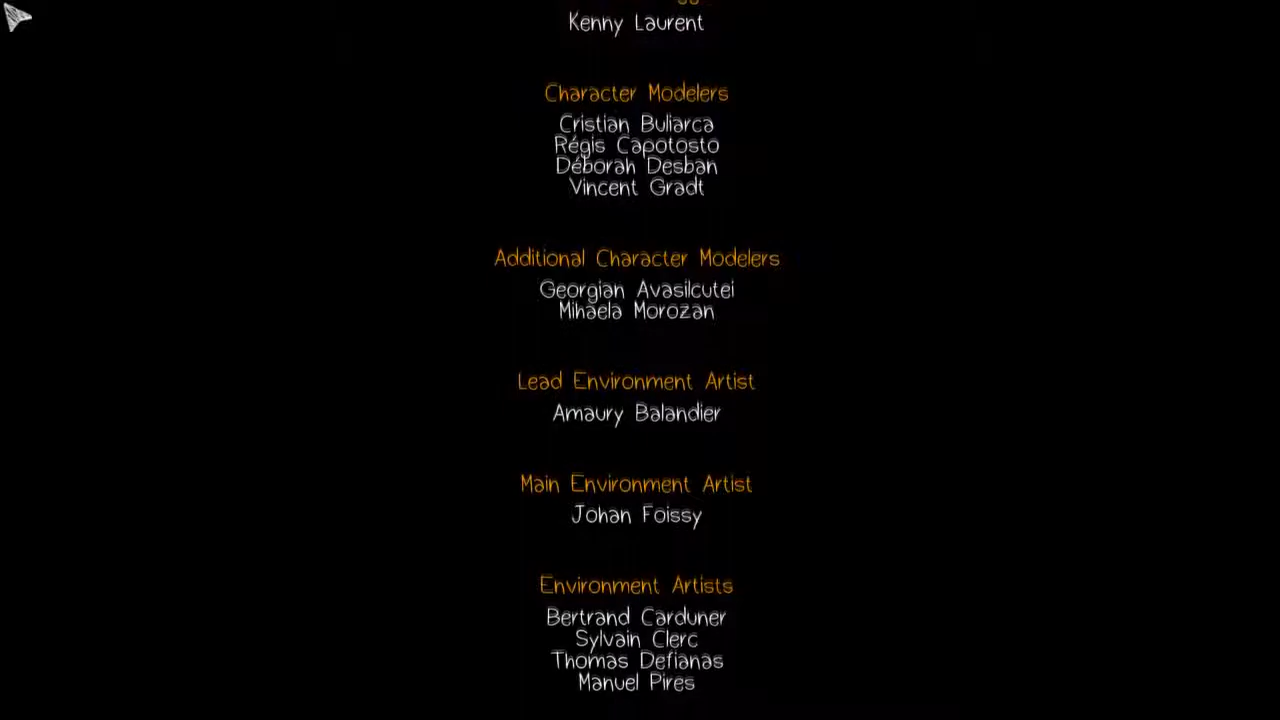 Kenny Laurent
Character Modelers
Cristian Buliarca
Régis Capotosto
Déborah Desban
Vincent Gradt
Additional Character Modelers
Georgian Avasilcutei
Mihaela Morozan
Lead Environment Artist
Amaury Balandier
Main Environment Artist
Johan Foissy
Environment Artists
Bertrand Carduner
Sylvain Clerc
Thomas Defianas
Manuel Pires